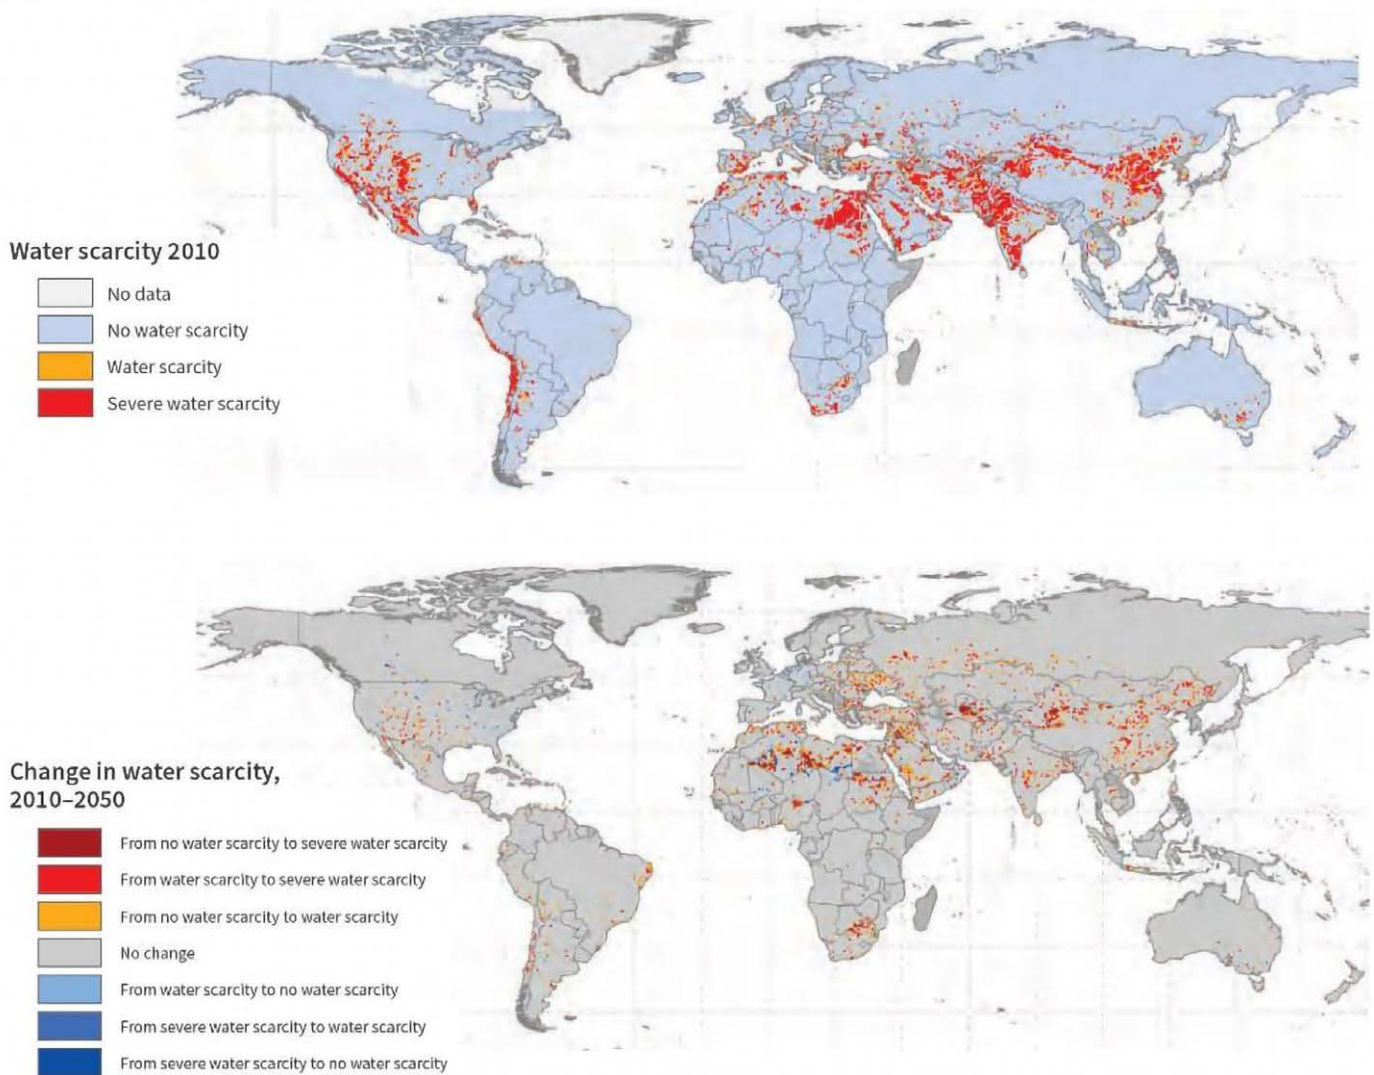 Water scarcity 2010
No data
No water scarcity
Water scarcity
Severe water scarcity
Change in water scarcity,
2010–2050
From no water scarcity to severe water scarcity
From water scarcity to severe water scarcity
From no water scarcity to water scarcity
No change
From water scarcity to no water scarcity
From severe water scarcity to water scarcity
From severe water scarcity to no water scarcity